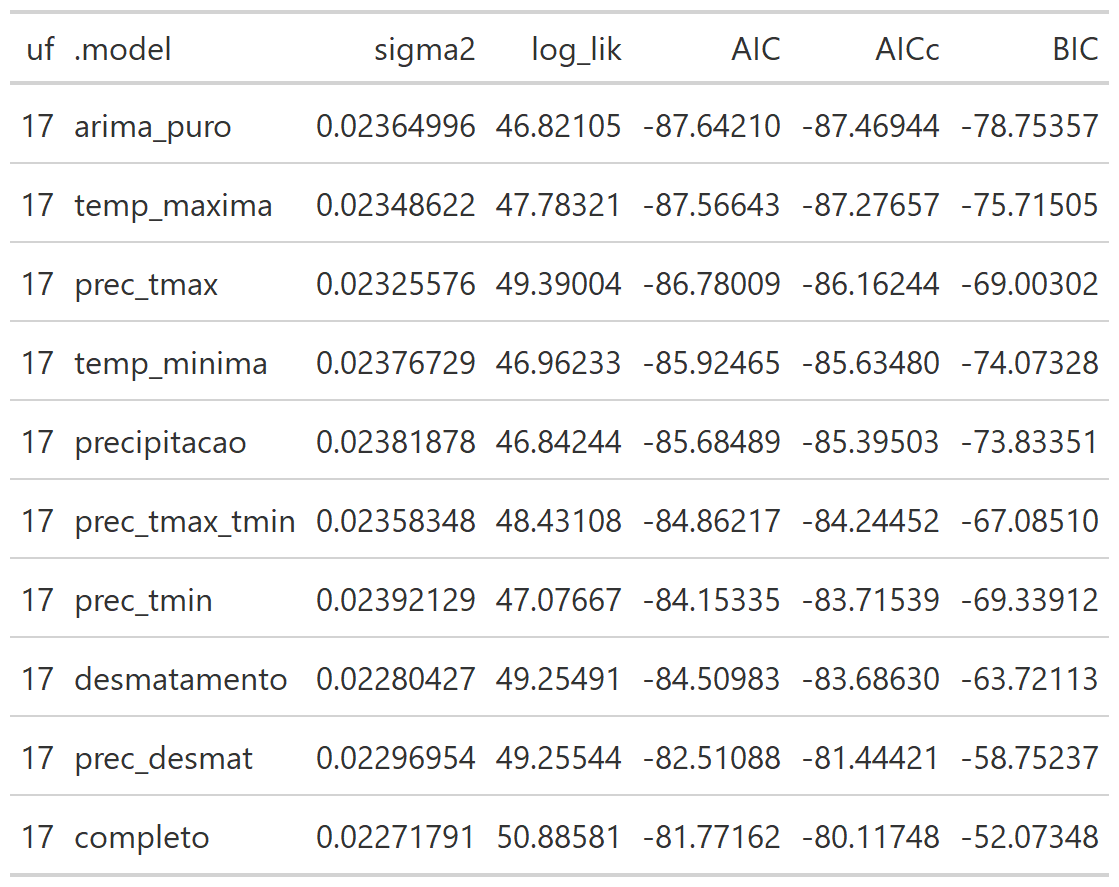 uf .model sigma2 log_lik AIC AICc BIC
17 arima_puro 0.02364996 46.82105 -87.64210 -87.46944 -78.75357
17 temp_maxima 0.02348622 47.78321 -87.56643 -87.27657 -75.71505
17 prec_tmax 0.02325576 49.39004 -86.78009 -86.16244 -69.00302
17 temp_minima 0.02376729 46.96233 -85.92465 -85.63480 -74.07328
17 precipitacao 0.02381878 46.84244 -85.68489 -85.39503 -73.83351
17 prec_tmax_tmin 0.02358348 48.43108 -84.86217 -84.24452 -67.08510
17 prec_tmin 0.02392129 47.07667 -84.15335 -83.71539 -69.33912
17 desmatamento 0.02280427 49.25491 -84.50983 -83.68630 -63.72113
17 prec_desmat 0.02296954 49.25544 -82.51088 -81.44421 -58.75237
17 completo 0.02271791 50.88581 -81.77162 -80.11748 -52.07348